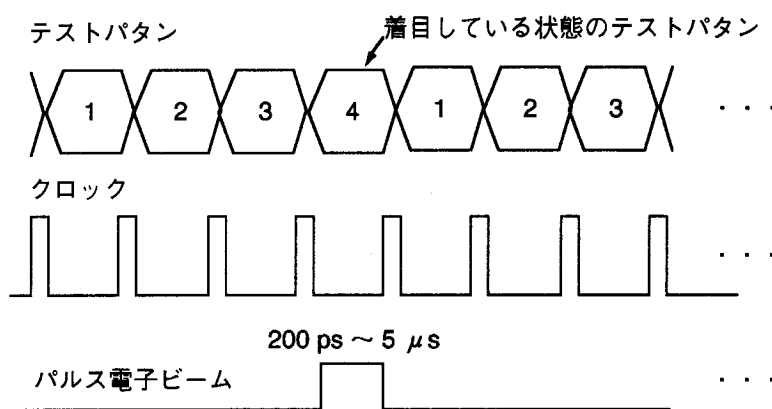 テストパタン
着目している状態のテストパタン
1 2 3 4 1 2 3 ・・・
クロック
・・・
200 ps ~ 5 μs
パルス電子ビーム
・・・